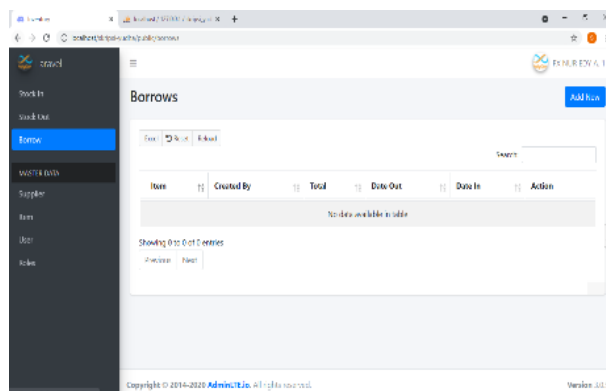 Stock In
Stock Out
Borrow
MASTER DATA
Supplier
Item
User
Roles
Borrows
Add New
Excel Reset Reload
Search:
Item Created By Total Date Out Date In Action
No data available in table
Showing 0 to 0 of 0 entries
Previous Next
Copyright © 2014-2020 AdminLTE.io. All rights reserved.
Version